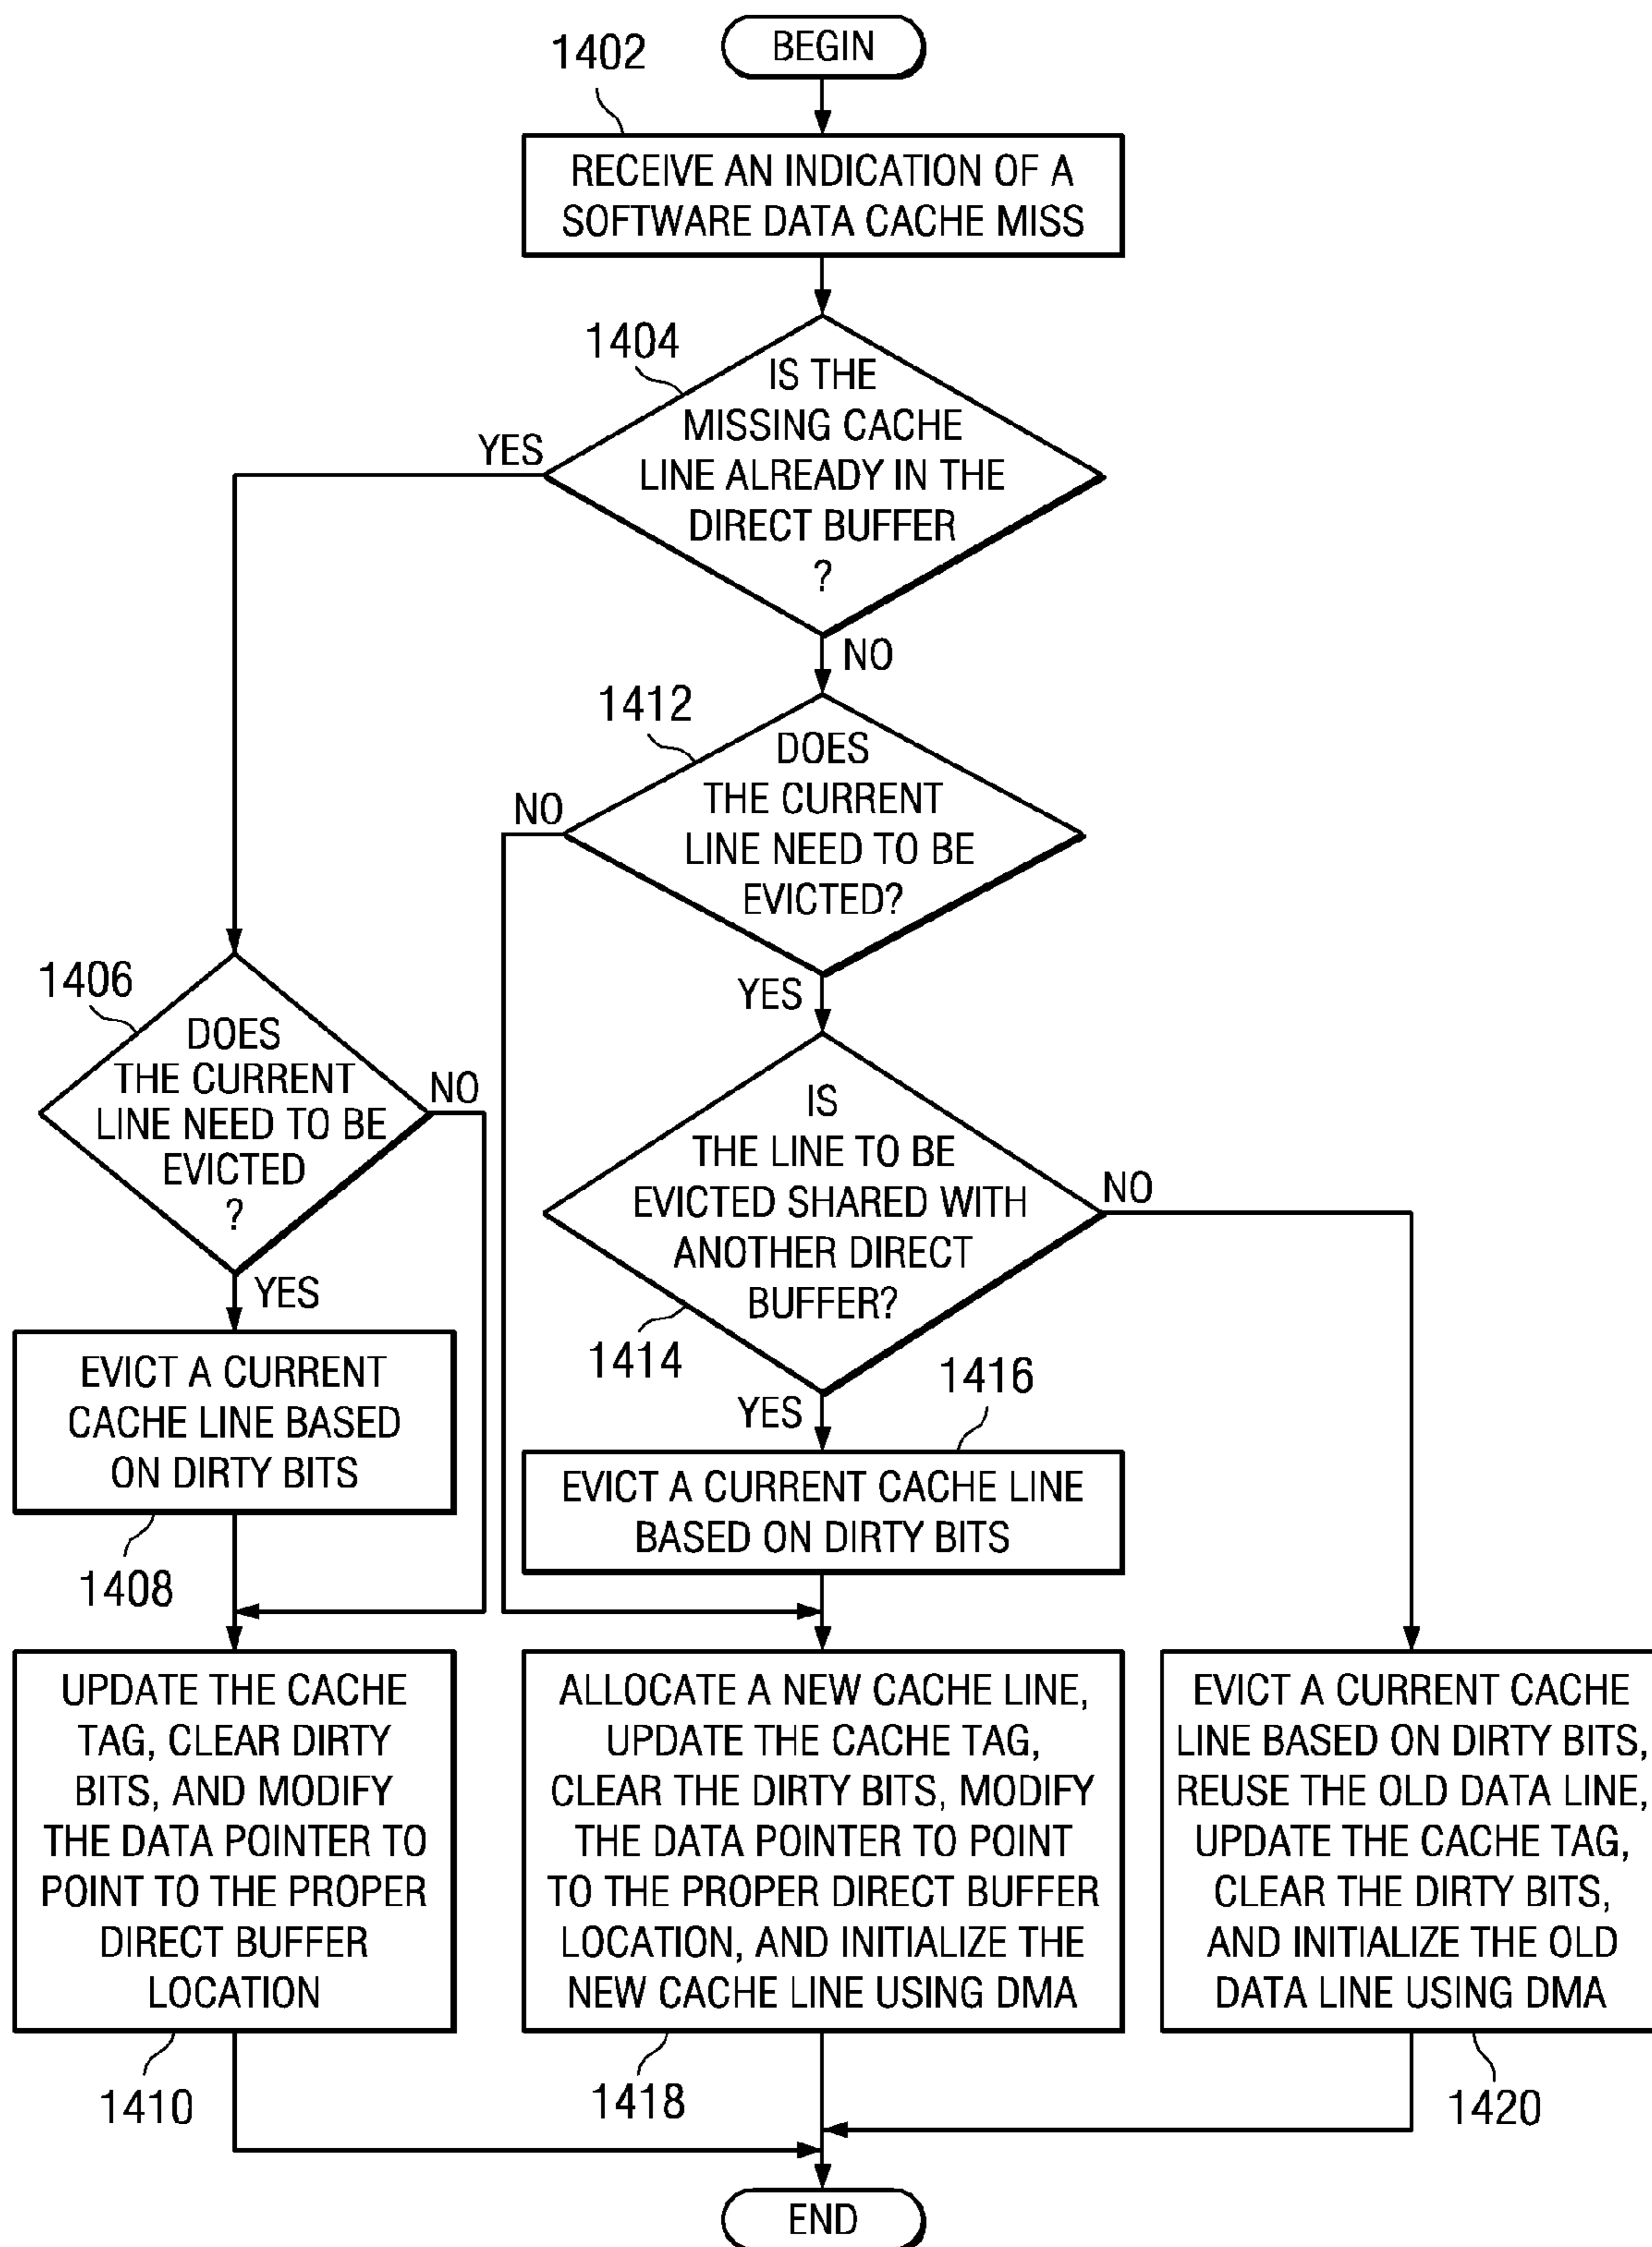 BEGIN
1402
RECEIVE AN INDICATION OF A
SOFTWARE DATA CACHE MISS
1404
IS THE
MISSING CACHE
LINE ALREADY IN THE
DIRECT BUFFER
?
YES
NO
1412
DOES
THE CURRENT
LINE NEED TO BE
EVICTED?
NO
YES
1406
DOES
THE CURRENT
LINE NEED TO BE
EVICTED
?
NO
YES
IS
THE LINE TO BE
EVICTED SHARED WITH
ANOTHER DIRECT
BUFFER?
1414
NO
YES
EVICT A CURRENT
CACHE LINE BASED
ON DIRTY BITS
1408
1416
EVICT A CURRENT CACHE LINE
BASED ON DIRTY BITS
UPDATE THE CACHE
TAG, CLEAR DIRTY
BITS, AND MODIFY
THE DATA POINTER TO
POINT TO THE PROPER
DIRECT BUFFER
LOCATION
1410
ALLOCATE A NEW CACHE LINE,
UPDATE THE CACHE TAG,
CLEAR THE DIRTY BITS, MODIFY
THE DATA POINTER TO POINT
TO THE PROPER DIRECT BUFFER
LOCATION, AND INITIALIZE THE
NEW CACHE LINE USING DMA
1418
EVICT A CURRENT CACHE
LINE BASED ON DIRTY BITS,
REUSE THE OLD DATA LINE,
UPDATE THE CACHE TAG,
CLEAR THE DIRTY BITS,
AND INITIALIZE THE OLD
DATA LINE USING DMA
1420
END